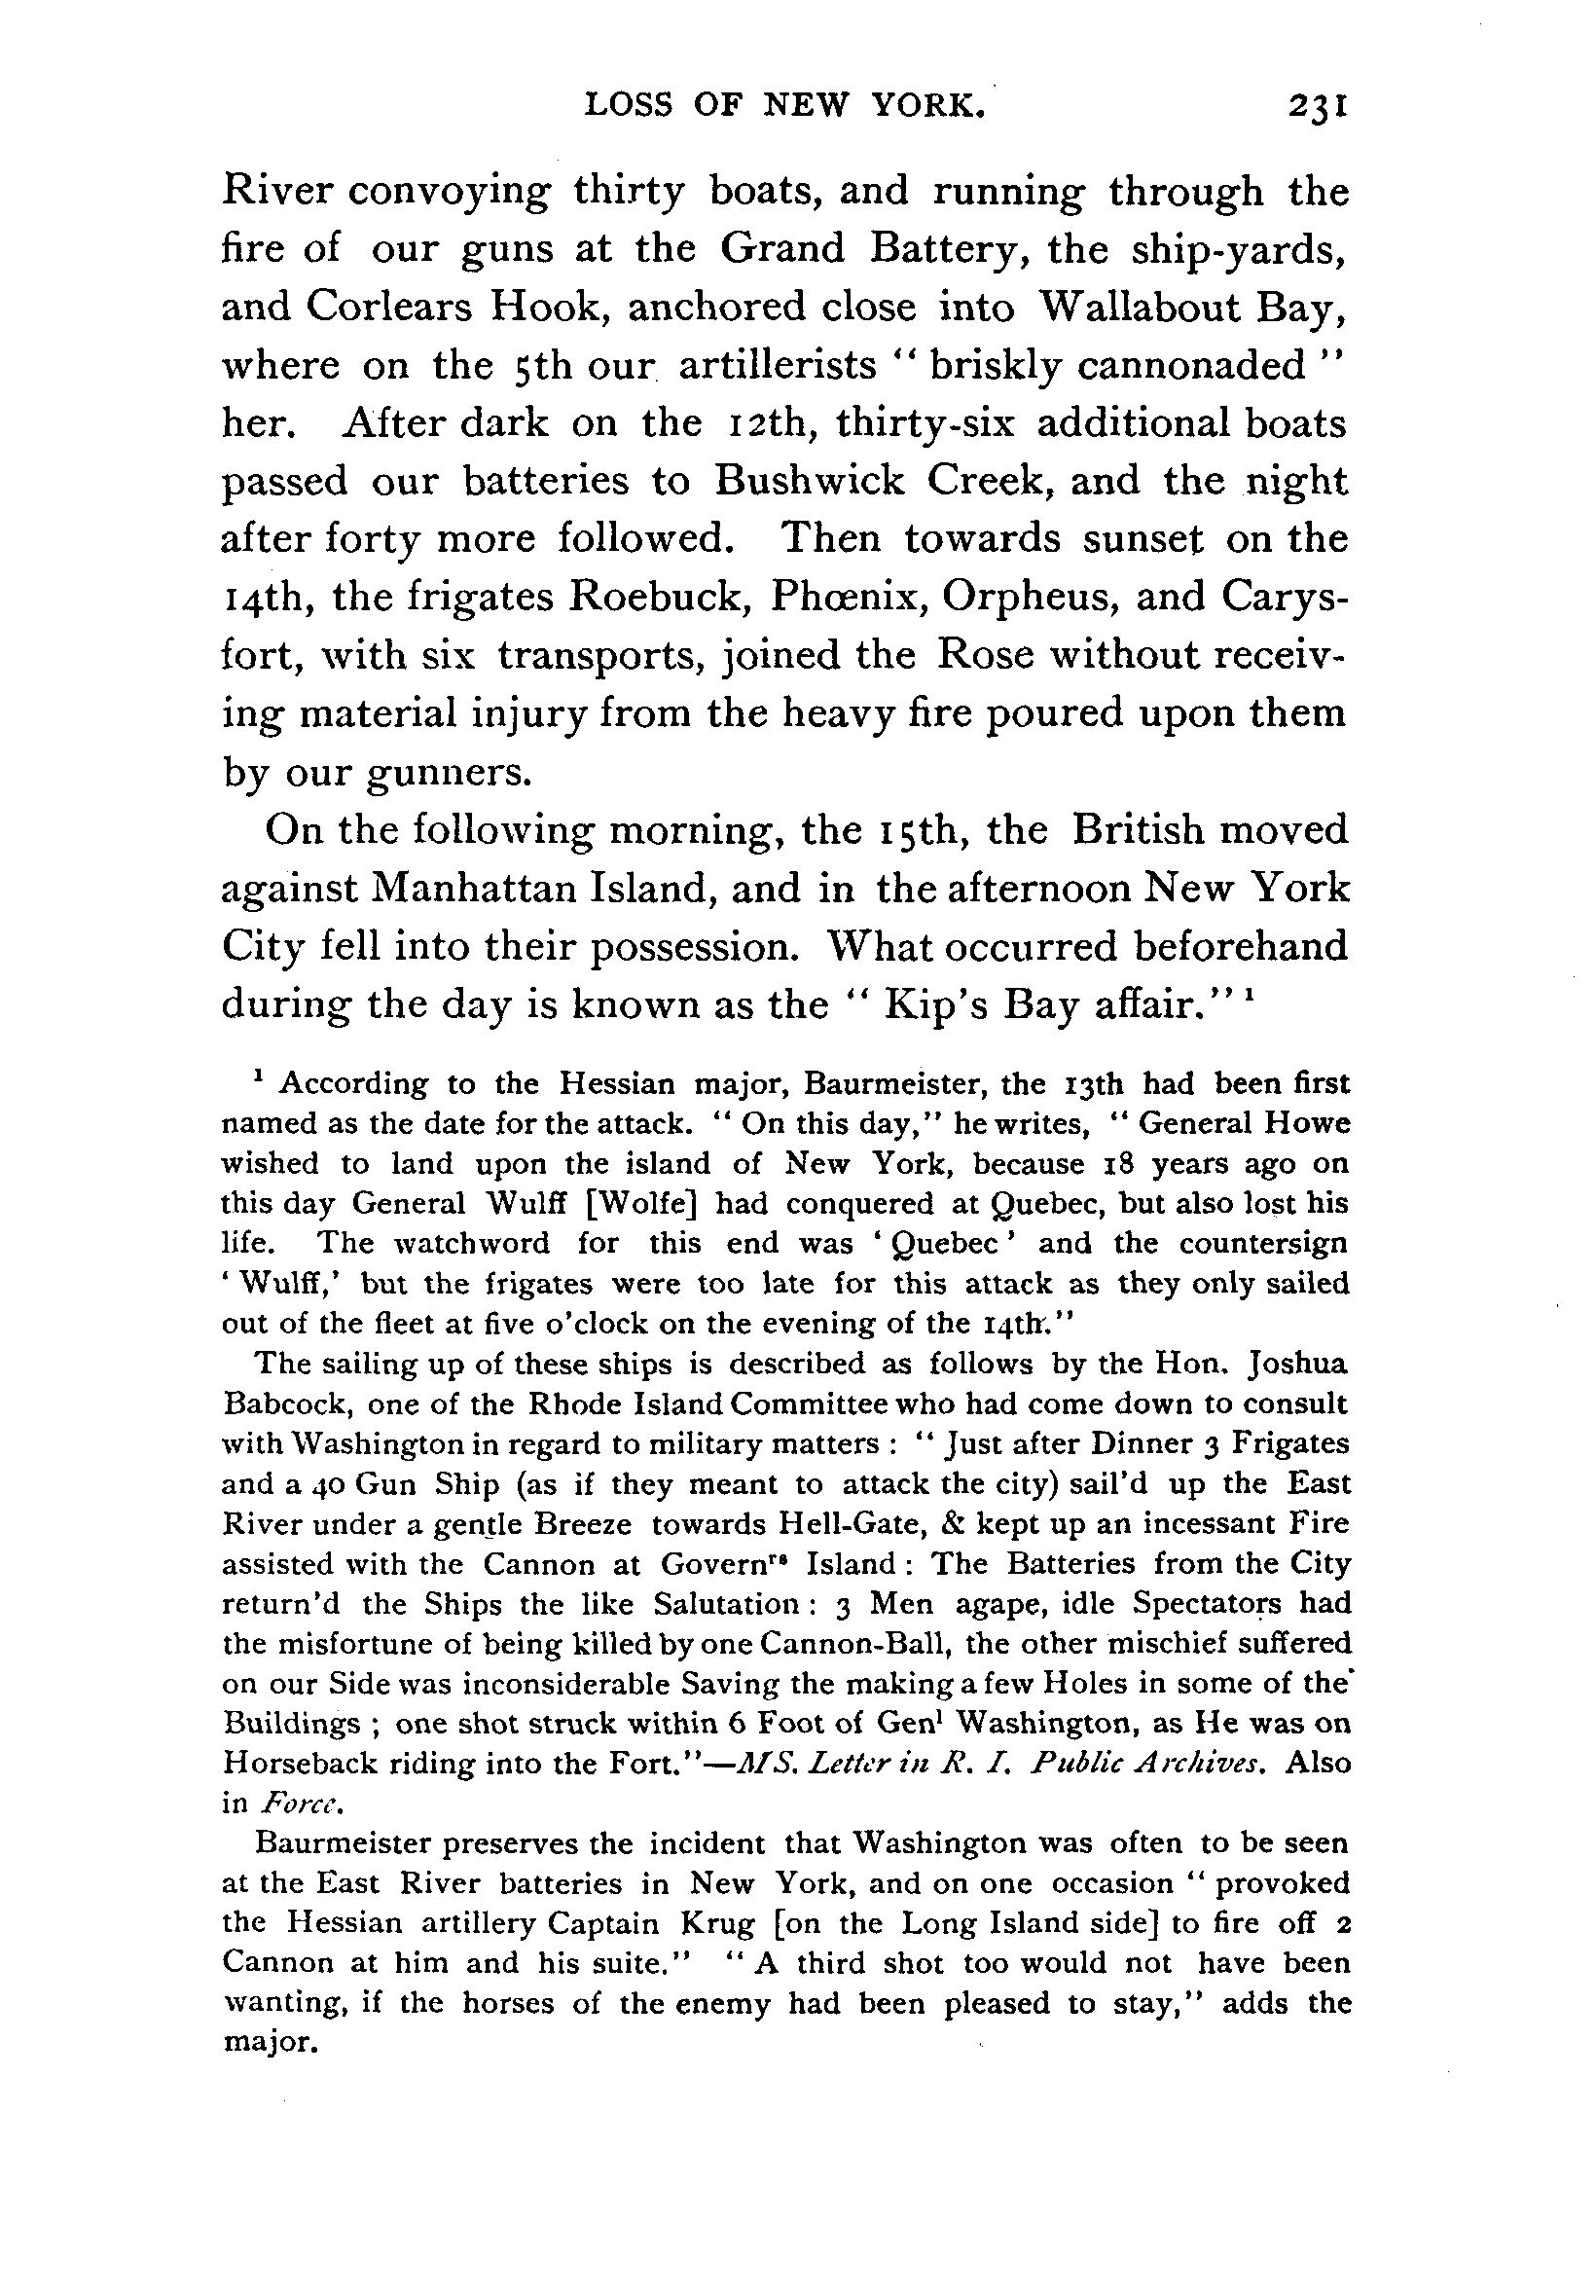 LOSS OF NEW YORK. 231
River convoying thirty boats, and running through the
fire of our guns at the Grand Battery, the ship-yards,
and Corlears Hook, anchored close into Wallabout Bay,
where on the 5th our artillerists “ briskly cannonaded ”
her. After dark on the 12th, thirty-six additional boats
passed our batteries to Bushwick Creek, and the night
after forty more followed. Then towards sunset on the
14th, the frigates Roebuck, Phœnix, Orpheus, and Carys-
fort, with six transports, joined the Rose without receiv-
ing material injury from the heavy fire poured upon them
by our gunners.
On the following morning, the 15th, the British moved
against Manhattan Island, and in the afternoon New York
City fell into their possession. What occurred beforehand
during the day is known as the “ Kip’s Bay affair.” ¹
¹ According to the Hessian major, Baurmeister, the 13th had been first
named as the date for the attack. “ On this day,” he writes, “ General Howe
wished to land upon the island of New York, because 18 years ago on
this day General Wulff [Wolfe] had conquered at Quebec, but also lost his
life. The watchword for this end was ‘ Quebec ’ and the countersign
‘ Wulff,’ but the frigates were too late for this attack as they only sailed
out of the fleet at five o’clock on the evening of the 14th.”
The sailing up of these ships is described as follows by the Hon. Joshua
Babcock, one of the Rhode Island Committee who had come down to consult
with Washington in regard to military matters : “ Just after Dinner 3 Frigates
and a 40 Gun Ship (as if they meant to attack the city) sail’d up the East
River under a gentle Breeze towards Hell-Gate, & kept up an incessant Fire
assisted with the Cannon at Governʳˢ Island : The Batteries from the City
return’d the Ships the like Salutation : 3 Men agape, idle Spectators had
the misfortune of being killed by one Cannon-Ball, the other mischief suffered
on our Side was inconsiderable Saving the making a few Holes in some of the
Buildings ; one shot struck within 6 Foot of Genˡ Washington, as He was on
Horseback riding into the Fort.”—MS. Letter in R. I. Public Archives. Also
in Force.
Baurmeister preserves the incident that Washington was often to be seen
at the East River batteries in New York, and on one occasion “ provoked
the Hessian artillery Captain Krug [on the Long Island side] to fire off 2
Cannon at him and his suite.” “ A third shot too would not have been
wanting, if the horses of the enemy had been pleased to stay,” adds the
major.